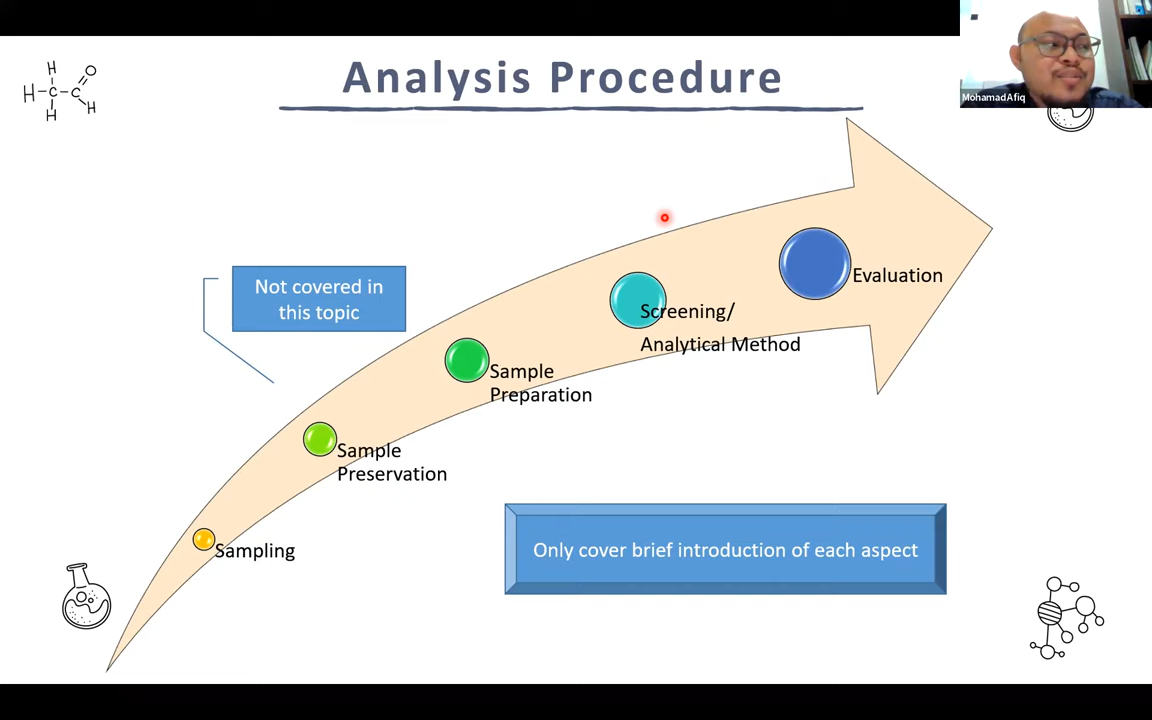 Analysis Procedure
MohamadAfiq
H
O
H
C
C
H
H
Not covered in
this topic
Evaluation
Screening/
Analytical Method
Sample
Preparation
Sample
Preservation
Sampling
Only cover brief introduction of each aspect